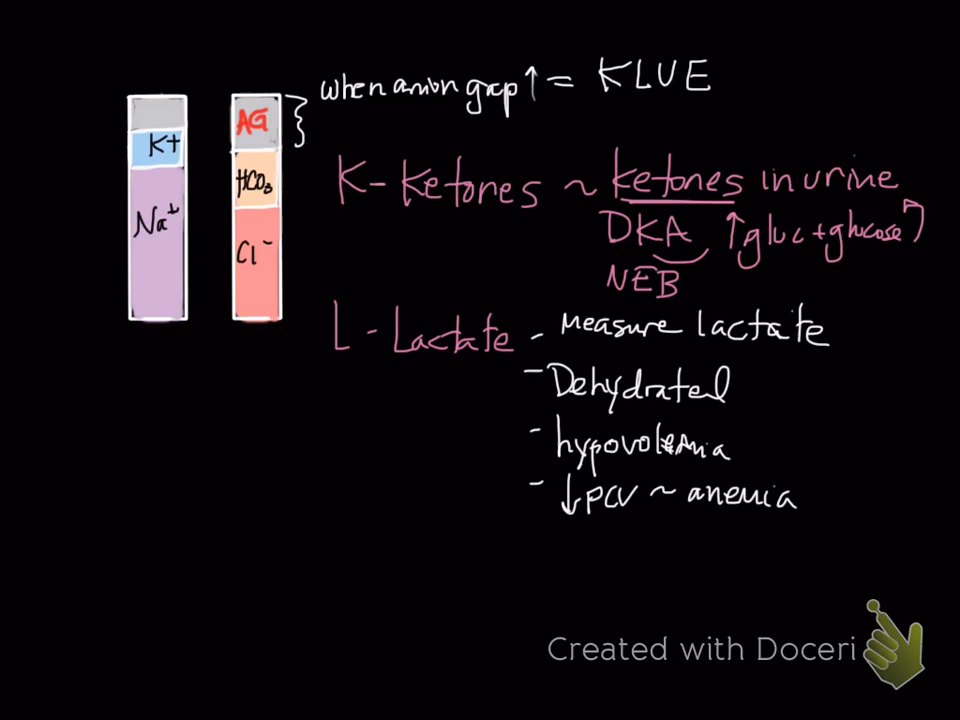 when anion gap ↑ = KLUE
K+
AG
HCO3
Na+
Cl-
K - Ketones ~ ketones in urine
DKA ↑ gluc + glucose ↑
NEB
L - Lactate - Measure lactate
- Dehydrated
- hypovolemia
- ↓ PCV ~ anemia
Created with Doceri